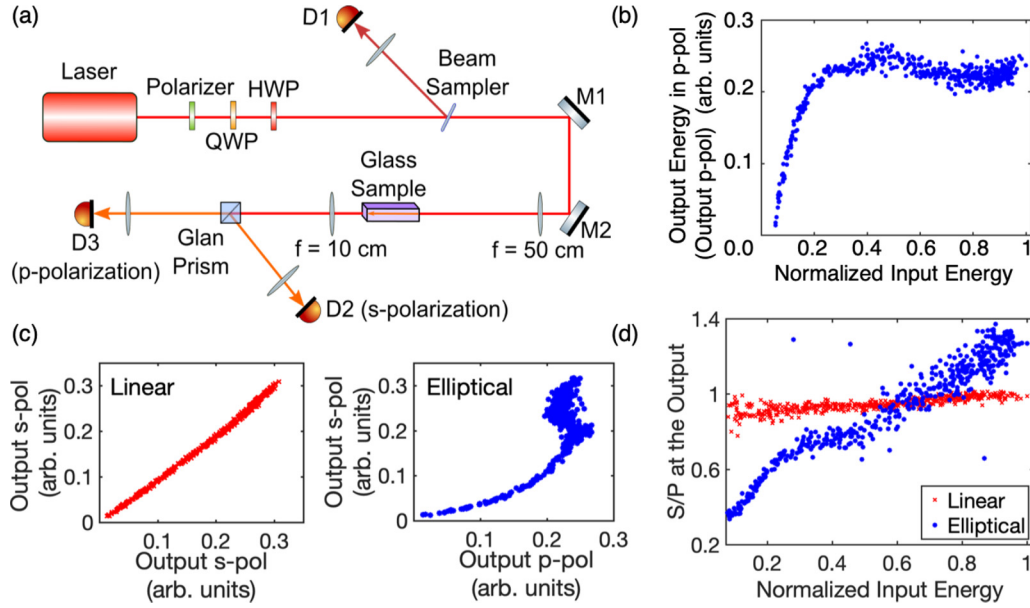 (a)
Laser
Polarizer
QWP
HWP
D1
Beam
Sampler
M1
M2
Glass
Sample
D3
(p-polarization)
Glan
Prism
f = 10 cm
f = 50 cm
D2 (s-polarization)
(b)
Output Energy in p-pol
(Output p-pol) (arb. units)
0.3
0.2
0.1
0.0
0.2
0.4
0.6
0.8
1
Normalized Input Energy
(c)
Linear
Output s-pol
(arb. units)
0.3
0.2
0.1
0
0.1
0.2
0.3
Output s-pol
(arb. units)
Elliptical
Output s-pol
(arb. units)
0.3
0.2
0.1
0
0.1
0.2
0.3
Output p-pol
(arb. units)
(d)
S/P at the Output
1.4
1
0.6
0.2
0.2
0.4
0.6
0.8
1
Normalized Input Energy
Linear
Elliptical